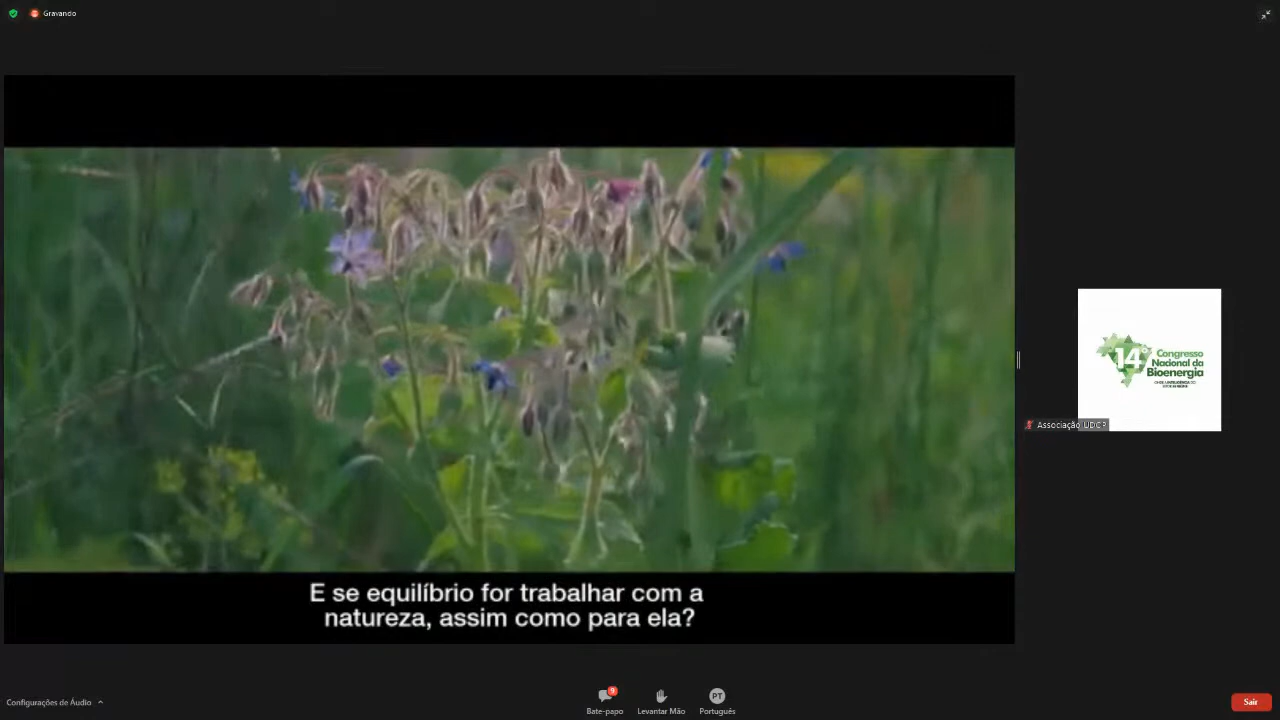 Gravando
14º Congresso
Nacional da
Bioenergia
Associação UDOP
E se equilíbrio for trabalhar com a
natureza, assim como para ela?
Configurações de Áudio
9
Bate-papo
Levantar Mão
PT
Português
Sair